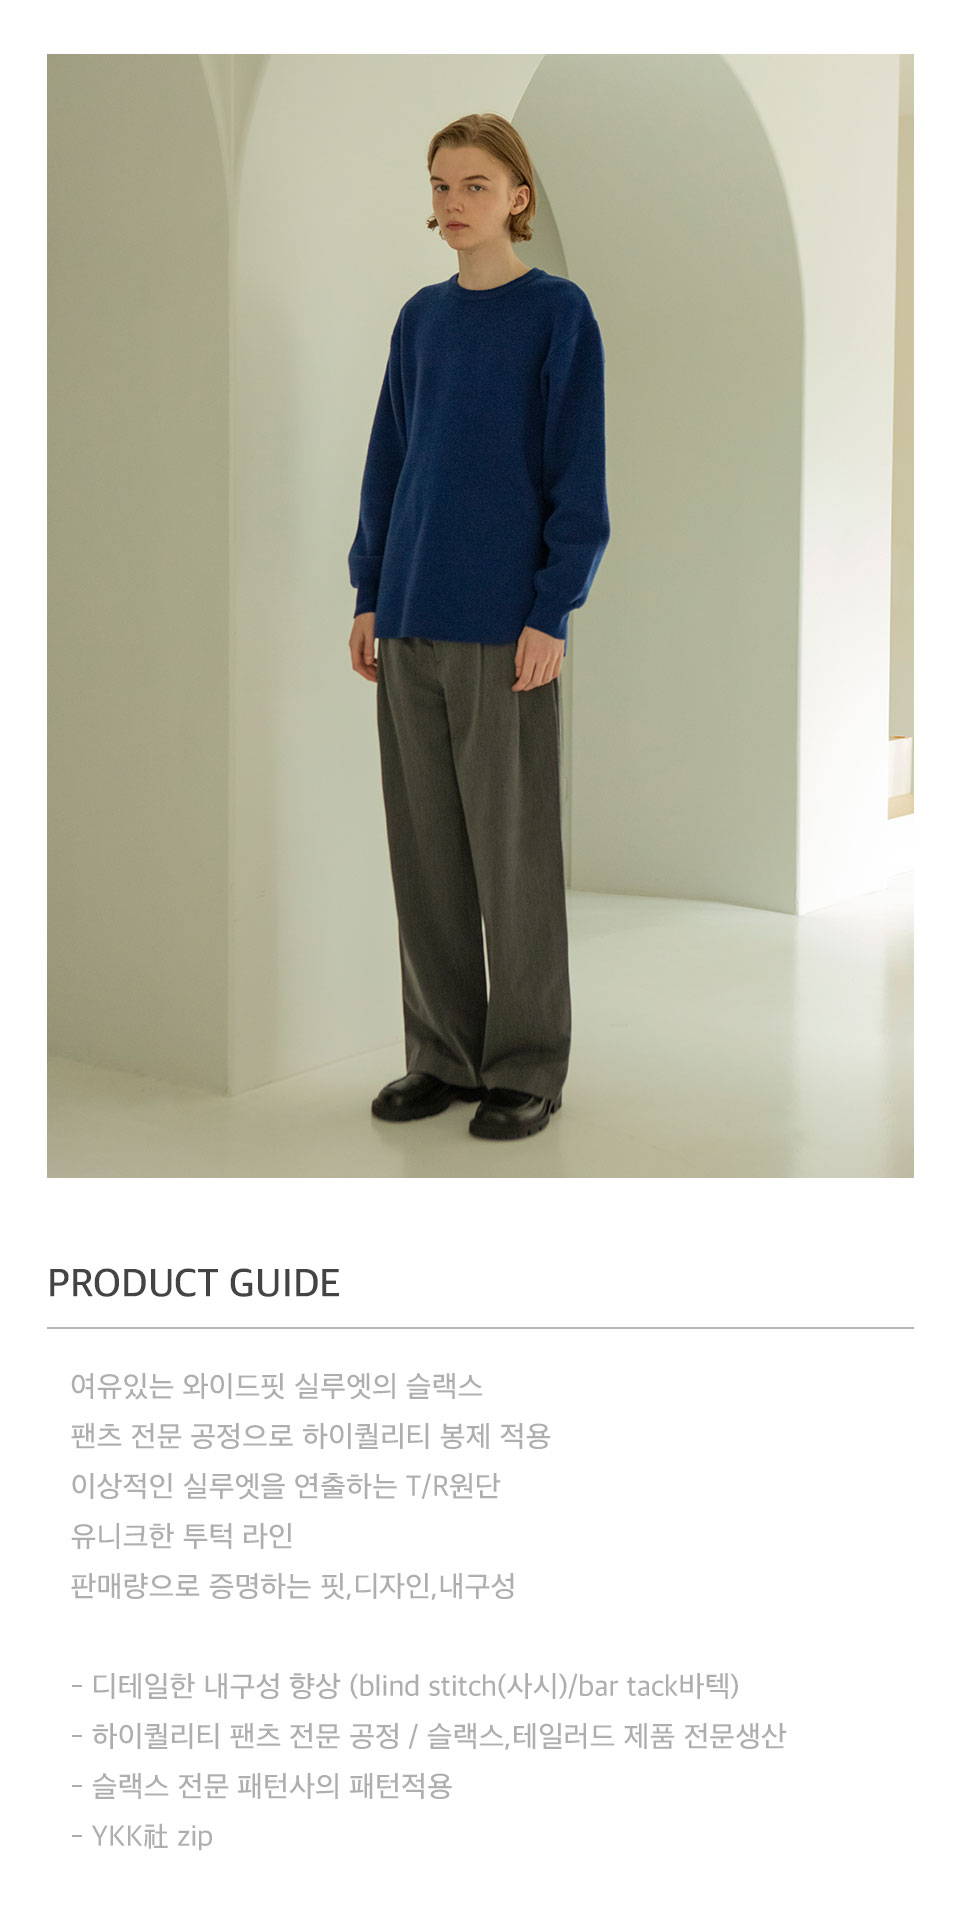 PRODUCT GUIDE
여유있는 와이드핏 실루엣의 슬랙스
팬츠 전문 공정으로 하이퀄리티 봉제 적용
이상적인 실루엣을 연출하는 T/R원단
유니크한 투턱 라인
판매량으로 증명하는 핏,디자인,내구성
- 디테일한 내구성 향상 (blind stitch(사시)/bar tack바텍)
- 하이퀄리티 팬츠 전문 공정 / 슬랙스,테일러드 제품 전문생산
- 슬랙스 전문 패턴사의 패턴적용
- YKK社 zip